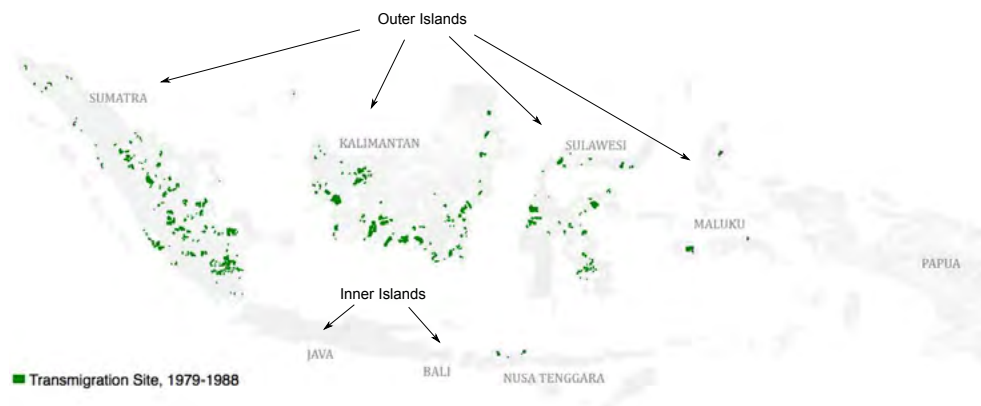 Outer Islands
SUMATRA
KALIMANTAN
SULAWESI
MALUKU
PAPUA
Inner Islands
JAVA
BALI
NUSA TENGGARA
Transmigration Site, 1979-1988